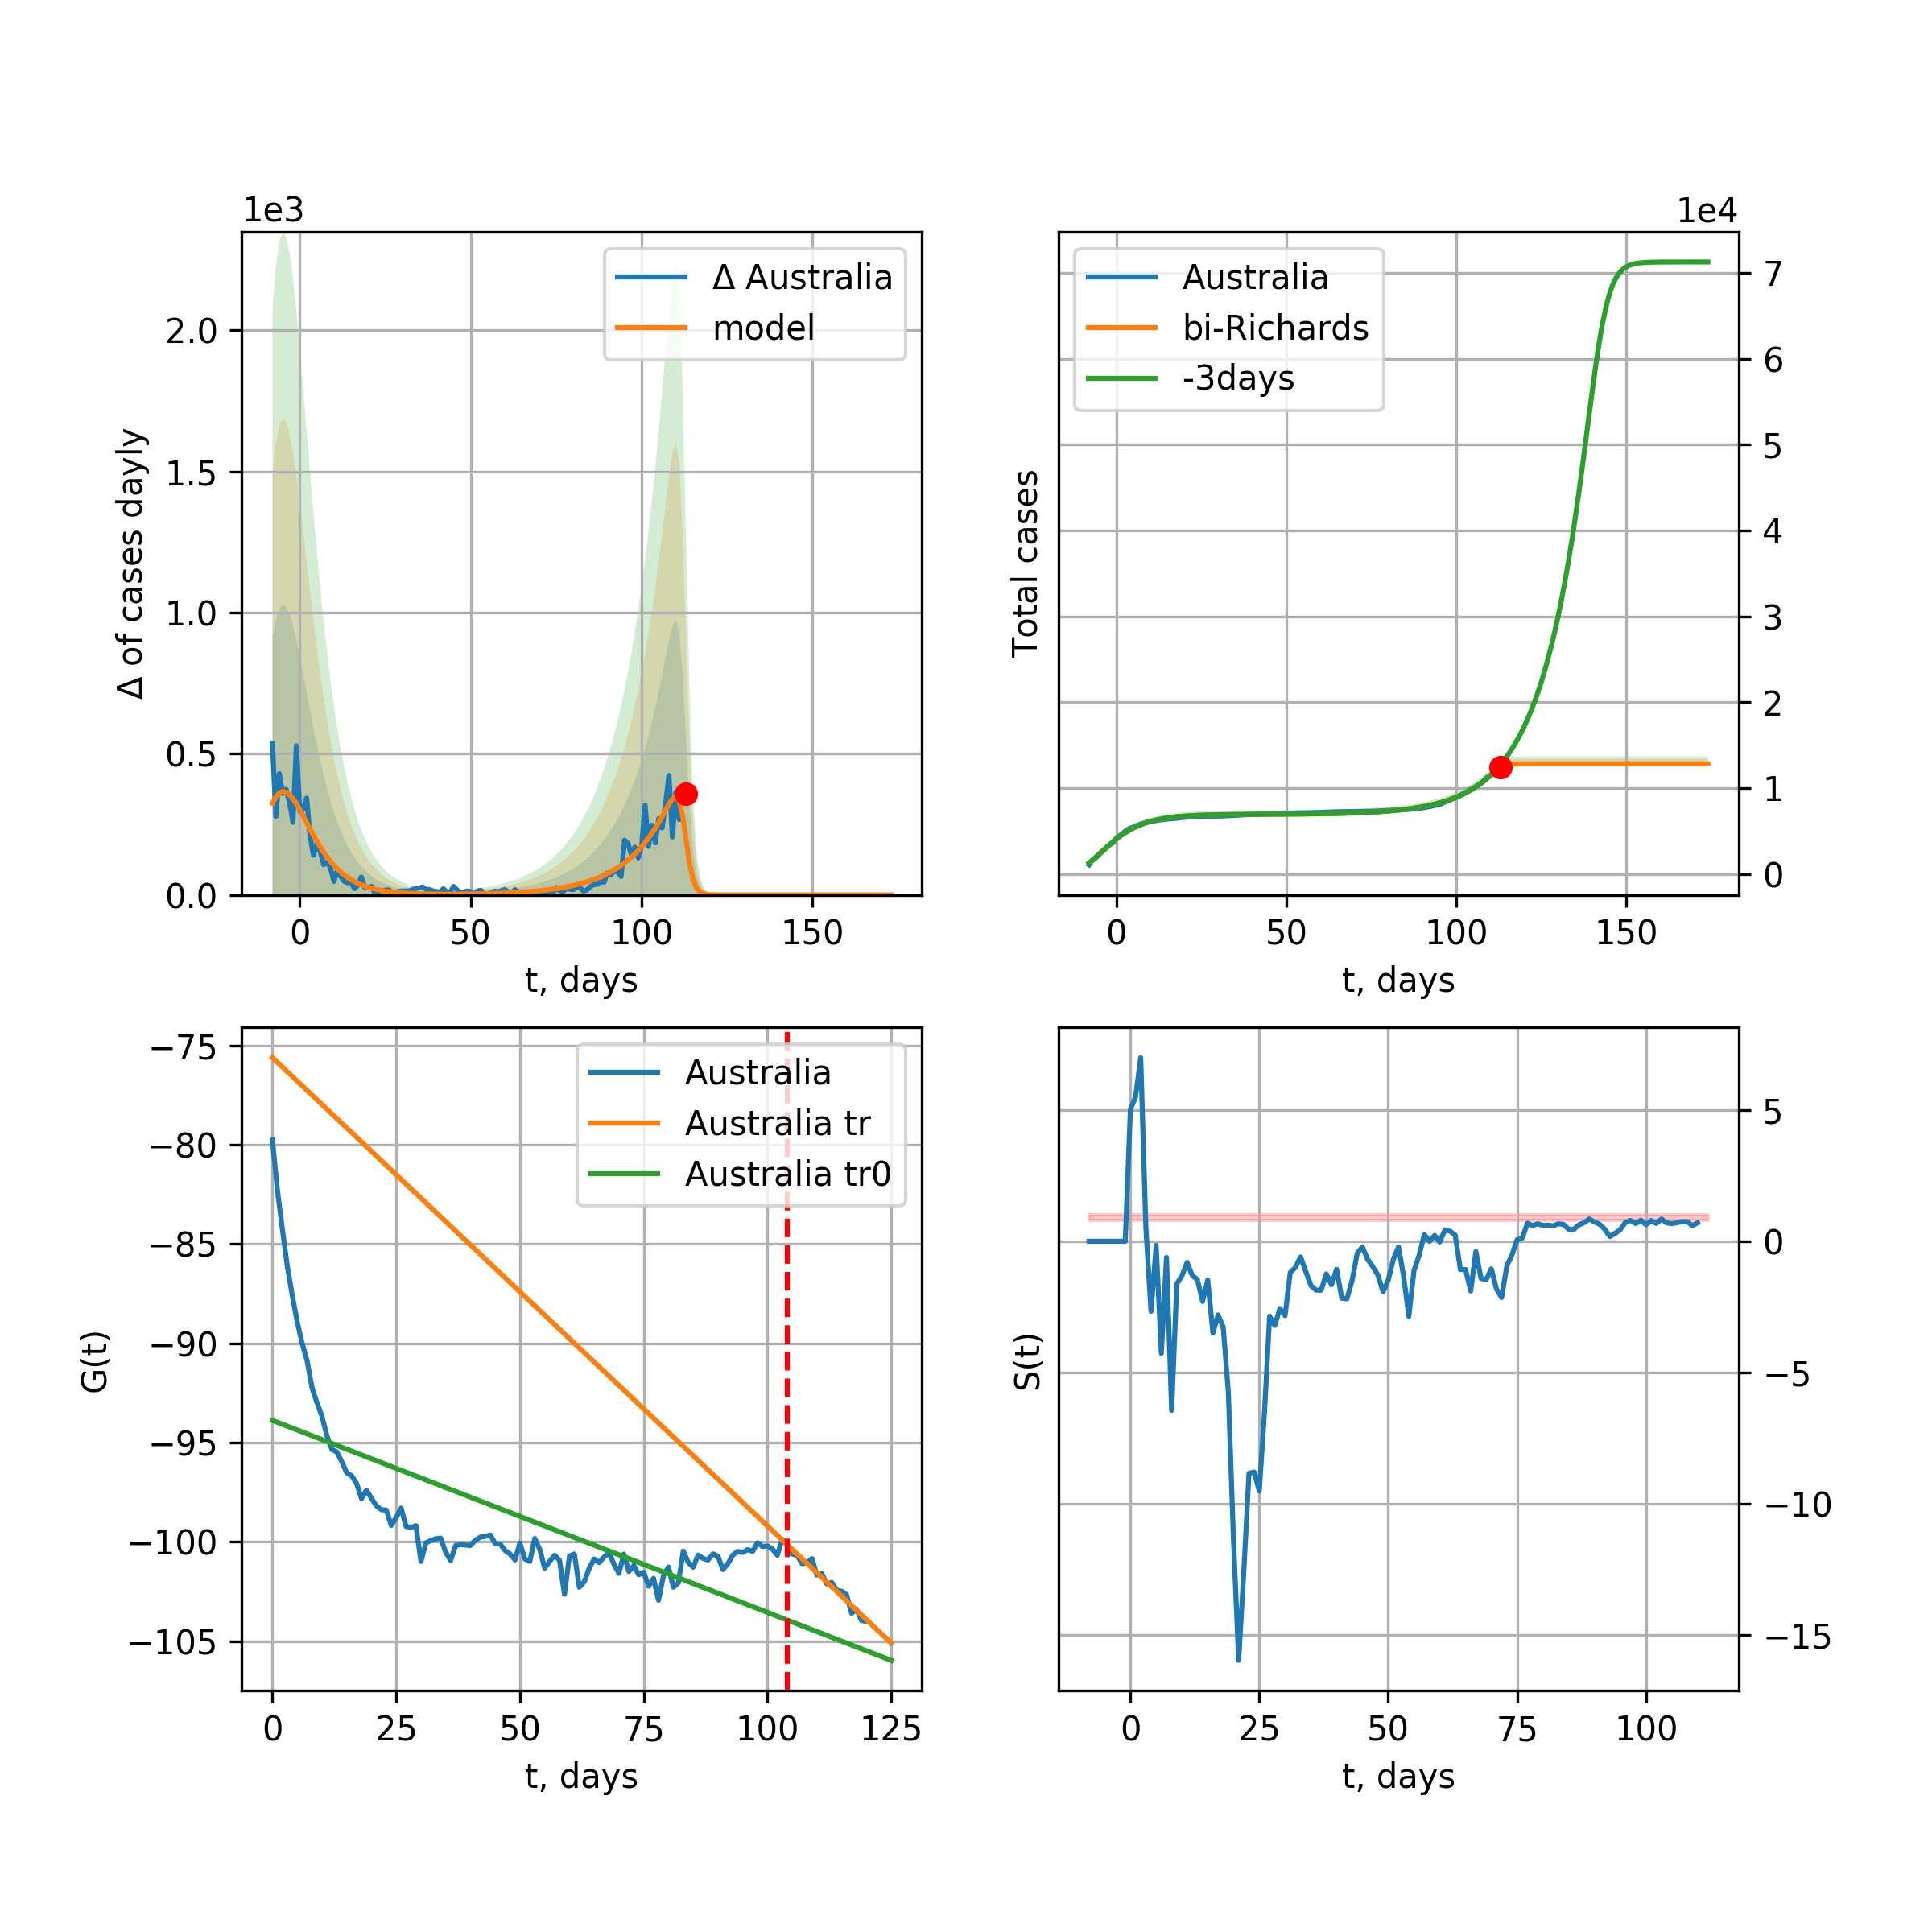 1e3
Δ Australia
model
2.0
1.5
1.0
0.5
0.0
Δ of cases dayly
0 50 100 150
t, days
1e4
Australia
bi-Richards
-3days
7
6
5
4
3
2
1
0
Total cases
0 50 100 150
t, days
Australia
Australia tr
Australia tr0
−75
−80
−85
−90
−95
−100
−105
G(t)
0 25 50 75 100 125
t, days
5
0
−5
−10
−15
S(t)
0 25 50 75 100
t, days